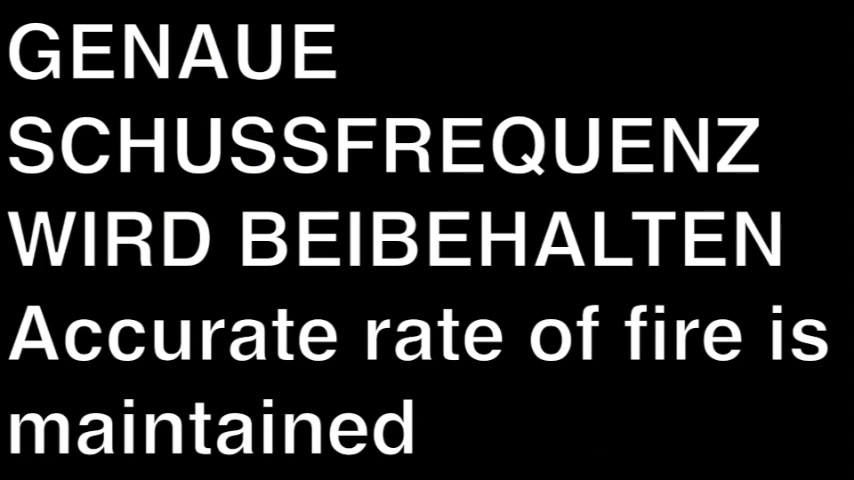 GENAUE
SCHUSSFREQUENZ
WIRD BEIBEHALTEN
Accurate rate of fire is
maintained